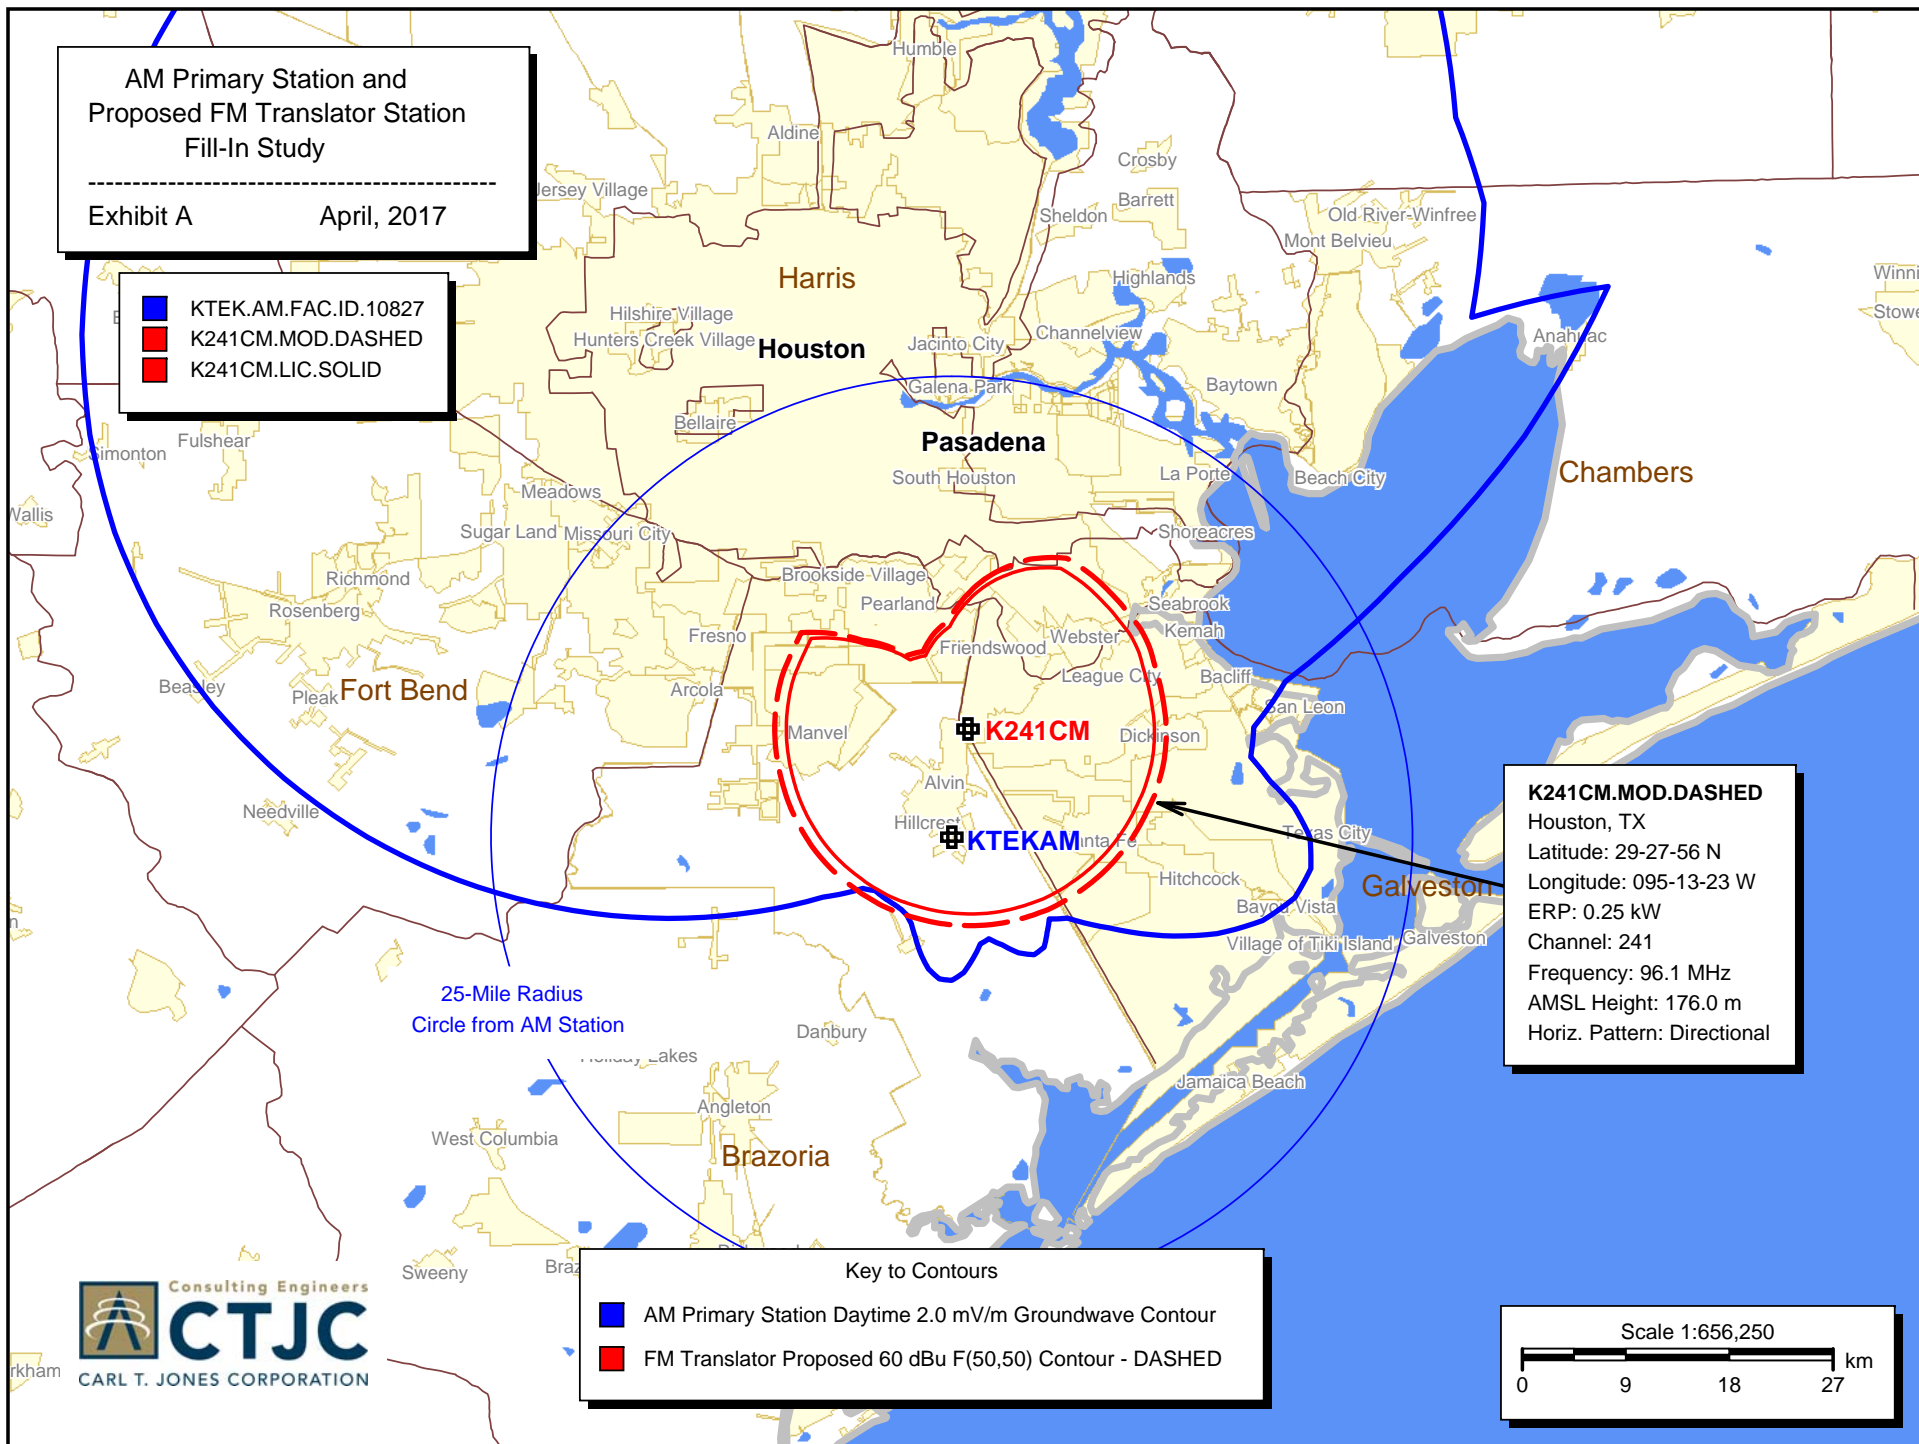 AM Primary Station and
Proposed FM Translator Station
Fill-In Study
--------------------------------------------------
Exhibit A April, 2017
KTEK.AM.FAC.ID.10827
K241CM.MOD.DASHED
K241CM.LIC.SOLID
Humble
Aldine
Jersey Village
Crosby
Barrett
Sheldon
Old River-Winfree
Mont Belvieu
Harris
Highlands
Hilshire Village
Hunters Creek Village
Houston
Jacinto City
Channelview
Anahuac
Galena Park
Baytown
Bellaire
Pasadena
Fulshear
Simonton
South Houston
La Porte
Beach City
Chambers
Meadows
Wallis
Sugar Land
Missouri City
Shoreacres
Richmond
Brookside Village
Rosenberg
Pearland
Seabrook
Fresno
Webster
Kemah
Friendswood
League City
Bacliff
Beasley
Pleak
Fort Bend
Arcola
San Leon
Manvel
K241CM
Dickinson
Alvin
Needville
Hillcrest
KTEKAM
Texas City
Hitchcock
Galveston
Bayou Vista
Village of Tiki Island
Galveston
K241CM.MOD.DASHED
Houston, TX
Latitude: 29-27-56 N
Longitude: 095-13-23 W
ERP: 0.25 kW
Channel: 241
Frequency: 96.1 MHz
AMSL Height: 176.0 m
Horiz. Pattern: Directional
25-Mile Radius
Circle from AM Station
Danbury
Holiday Lakes
Jamaica Beach
Angleton
West Columbia
Brazoria
Sweeny
Key to Contours
AM Primary Station Daytime 2.0 mV/m Groundwave Contour
FM Translator Proposed 60 dBu F(50,50) Contour - DASHED
Consulting Engineers
CTJC
CARL T. JONES CORPORATION
Scale 1:656,250
km
0 9 18 27